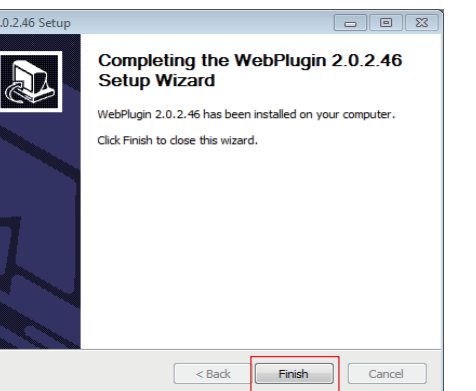 .0.2.46 Setup
Completing the WebPlugin 2.0.2.46
Setup Wizard
WebPlugin 2.0.2.46 has been installed on your computer.
Click Finish to close this wizard.
< Back Finish Cancel